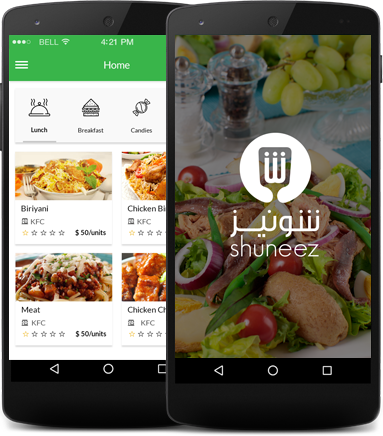 BELL 4:21 PM
Home
Lunch Breakfast Candies
Biriyani
KFC
$ 50/units
Chicken Bi
KFC
Meat
KFC
$ 50/units
Chicken Ch
KFC
شونيز
shuneez